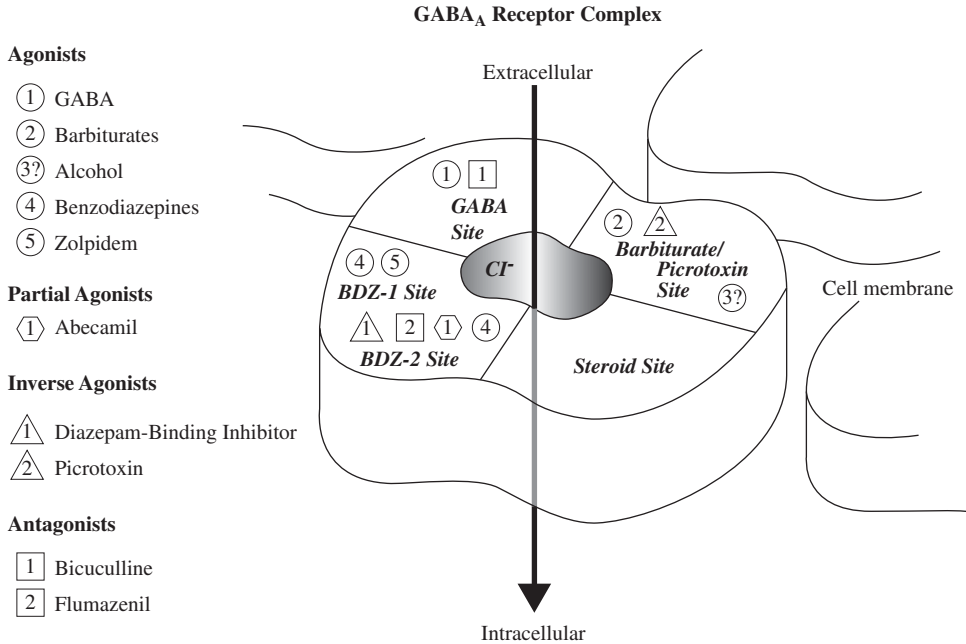 GABA_A Receptor Complex
Agonists
1 GABA
2 Barbiturates
3? Alcohol
4 Benzodiazepines
5 Zolpidem
Partial Agonists
1 Abecamil
Inverse Agonists
1 Diazepam-Binding Inhibitor
2 Picrotoxin
Antagonists
1 Bicuculline
2 Flumazenil
Extracellular
1 1
GABA
Site
2 2
Barbiturate/
Picrotoxin
Site
3?
Cl-
4 5
BDZ-1 Site
1 2 1 4
BDZ-2 Site
Steroid Site
Cell membrane
Intracellular